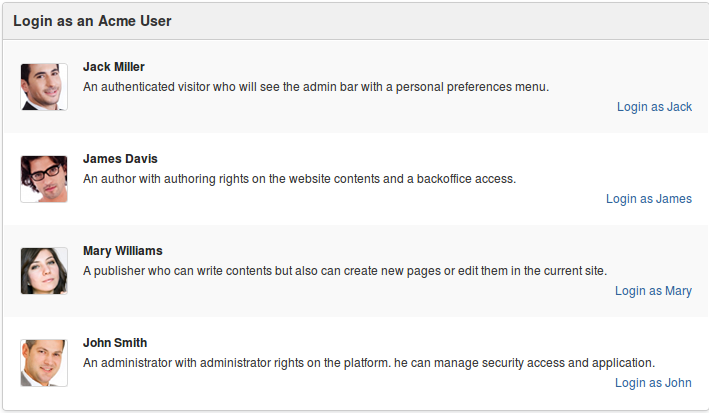 Login as an Acme User
Jack Miller
An authenticated visitor who will see the admin bar with a personal preferences menu.
Login as Jack
James Davis
An author with authoring rights on the website contents and a backoffice access.
Login as James
Mary Williams
A publisher who can write contents but also can create new pages or edit them in the current site.
Login as Mary
John Smith
An administrator with administrator rights on the platform. he can manage security access and application.
Login as John